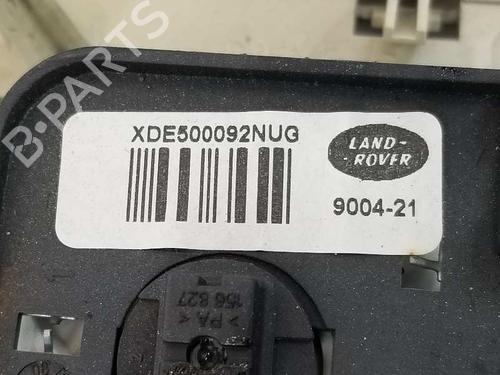 B-PARTS
XDE500092NUG
LAND-
-ROVER
9004-21
>PA<
156 827